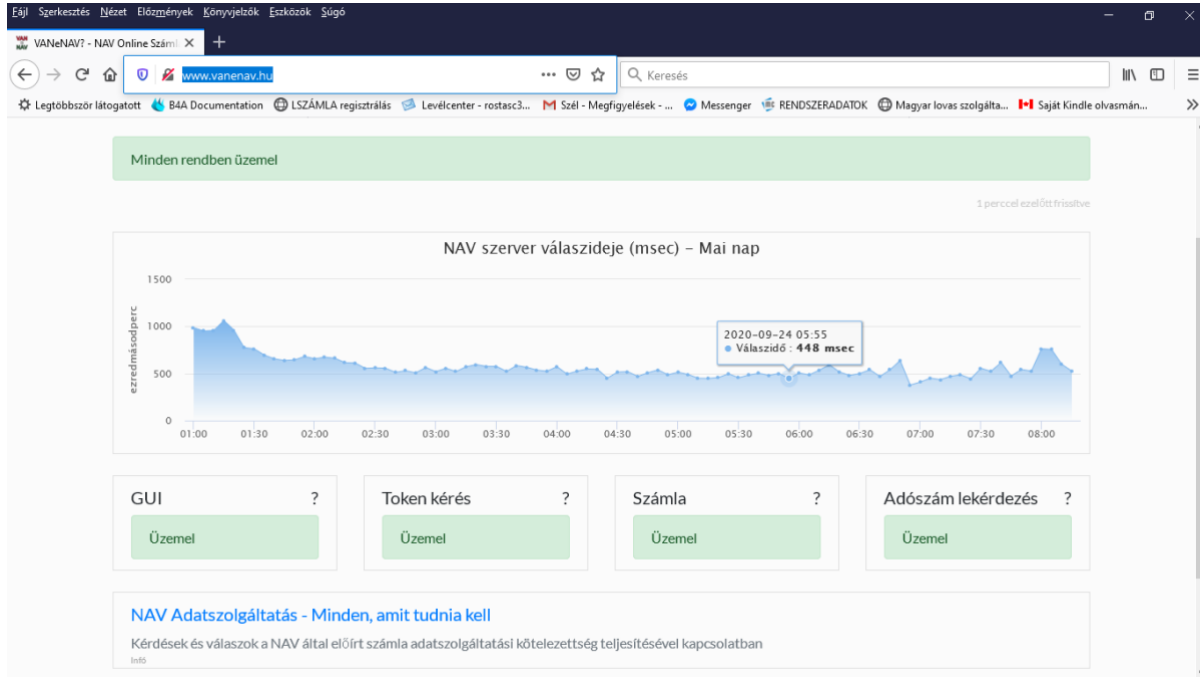 Fájl Szerkesztés Nézet Előzmények Könyvjelzők Eszközök Súgó
VANeNAV? - NAV Online Száml
www.vanenav.hu
Keresés
Legtöbbször látogatott B4A Documentation LSZÁMLA regisztrálás Levélcenter - rostasc3... Szél - Megfigyelések - ... Messenger RENDSZERADATOK Magyar lovas szolgálta... Saját Kindle olvasmán...
Minden rendben üzemel
1 perccel ezelőtt frissítve
NAV szerver válaszideje (msec) – Mai nap
ezredmásodperc
1500
1000
500
0
2020-09-24 05:55
Válaszidő : 448 msec
01:00 01:30 02:00 02:30 03:00 03:30 04:00 04:30 05:00 05:30 06:00 06:30 07:00 07:30 08:00
GUI ? Token kérés ? Számla ? Adószám lekérdezés ?
Üzemel Üzemel Üzemel Üzemel
NAV Adatszolgáltatás - Minden, amit tudnia kell
Kérdések és válaszok a NAV által előírt számla adatszolgáltatási kötelezettség teljesítésével kapcsolatban
Infó